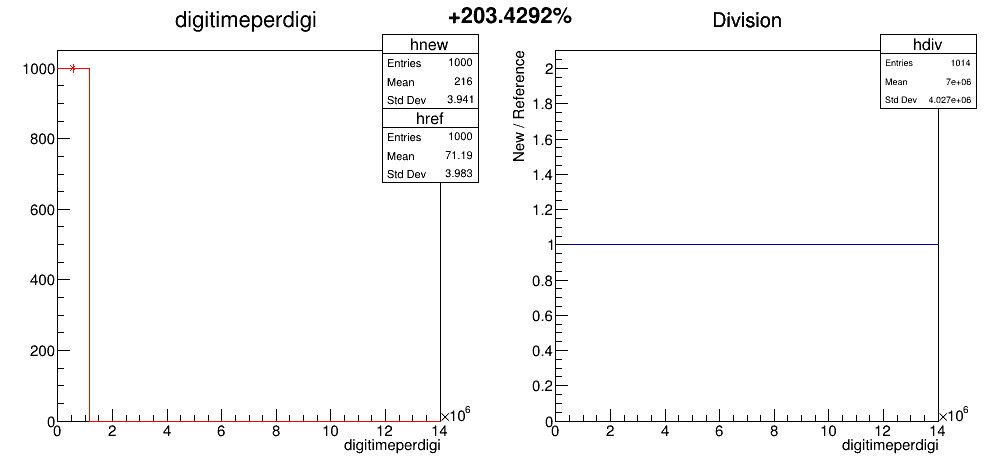 +203.4292%
digitimeperdigi
hnew
Entries 1000
Mean 216
Std Dev 3.941
href
Entries 1000
Mean 71.19
Std Dev 3.983
1000
800
600
400
200
0
0 2 4 6 8 10 12 14
×10⁶
digitimeperdigi
Division
hdiv
Entries 1014
Mean 7e+06
Std Dev 4.027e+06
New / Reference
2
1.8
1.6
1.4
1.2
1
0.8
0.6
0.4
0.2
0
0 2 4 6 8 10 12 14
×10⁶
digitimeperdigi